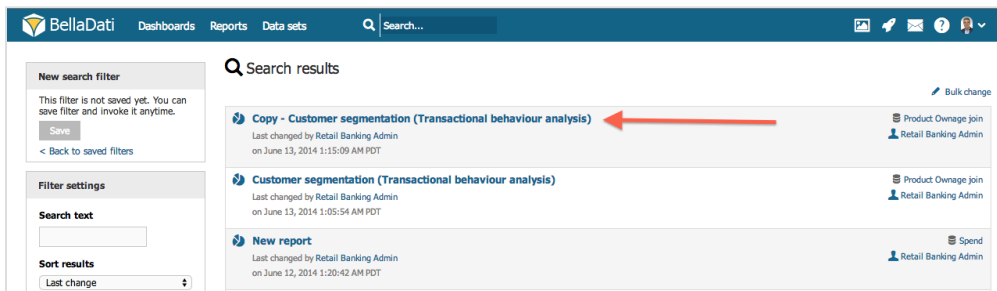 BellaDati Dashboards Reports Data sets Search...
New search filter
This filter is not saved yet. You can
save filter and invoke it anytime.
Save
< Back to saved filters
Filter settings
Search text
Sort results
Last change
Search results
Bulk change
Copy - Customer segmentation (Transactional behaviour analysis)
Last changed by Retail Banking Admin
on June 13, 2014 1:15:09 AM PDT
Product Ownage join
Retail Banking Admin
Customer segmentation (Transactional behaviour analysis)
Last changed by Retail Banking Admin
on June 13, 2014 1:05:54 AM PDT
Product Ownage join
Retail Banking Admin
New report
Last changed by Retail Banking Admin
on June 12, 2014 1:20:42 AM PDT
Spend
Retail Banking Admin